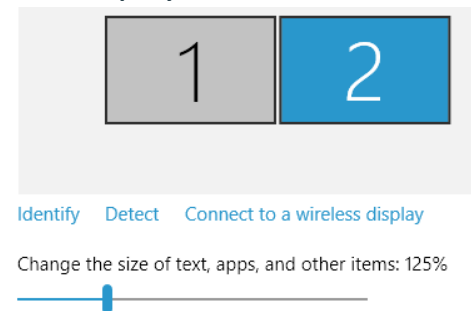 1 2
Identify Detect Connect to a wireless display
Change the size of text, apps, and other items: 125%